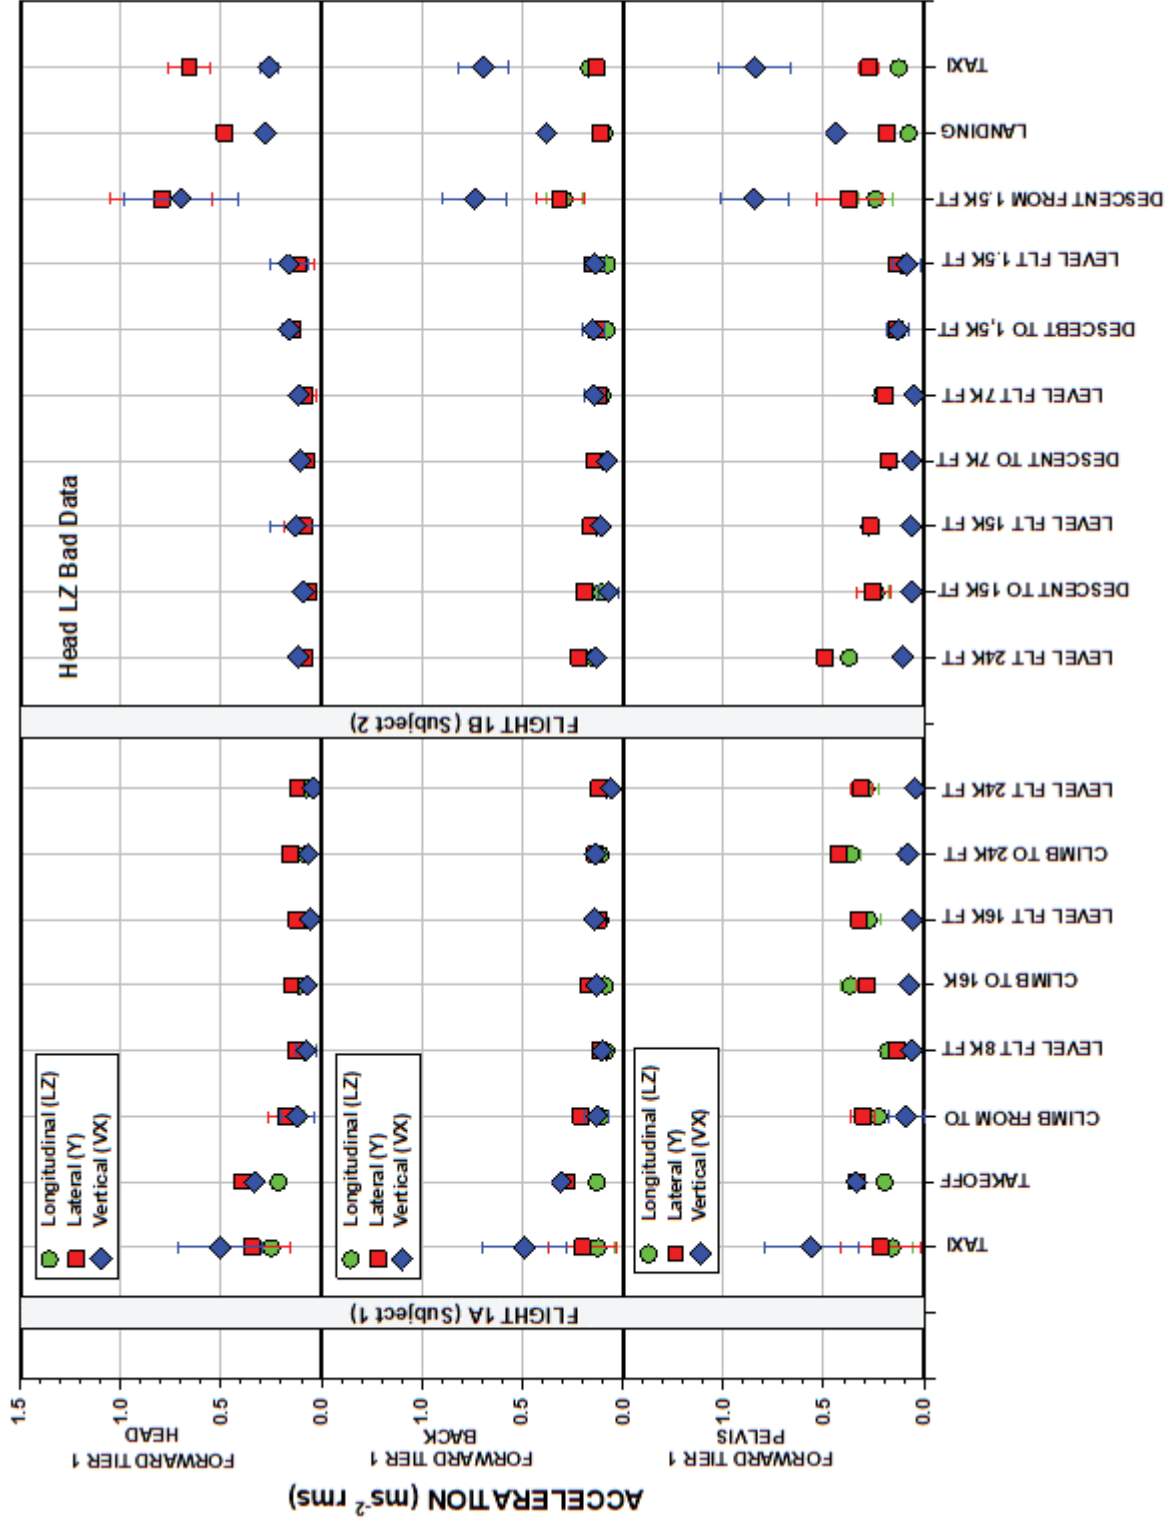 Head LZ Bad Data
FLIGHT 1A (Subject 1)
FLIGHT 1B (Subject 2)
Longitudinal (LZ)
Lateral (Y)
Vertical (VX)
Longitudinal (LZ)
Lateral (Y)
Vertical (VX)
Longitudinal (LZ)
Lateral (Y)
Vertical (VX)
ACCELERATION (ms-2 rms)
FORWARD TIER 1
HEAD
1.5
1.0
0.5
0.0
FORWARD TIER 1
BACK
1.0
0.5
0.0
FORWARD TIER 1
PELVIS
1.0
0.5
0.0
TAXI
TAKEOFF
CLIMB FROM TO
LEVEL FLT 8K FT
CLIMB TO 16K
LEVEL FLT 16K FT
CLIMB TO 24K FT
LEVEL FLT 24K FT
LEVEL FLT 24K FT
DESCENT TO 15K FT
LEVEL FLT 15K FT
DESCENT TO 7K FT
LEVEL FLT 7K FT
DESCEBT TO 1,5K FT
LEVEL FLT 1.5K FT
DESCENT FROM 1.5K FT
LANDING
TAXI